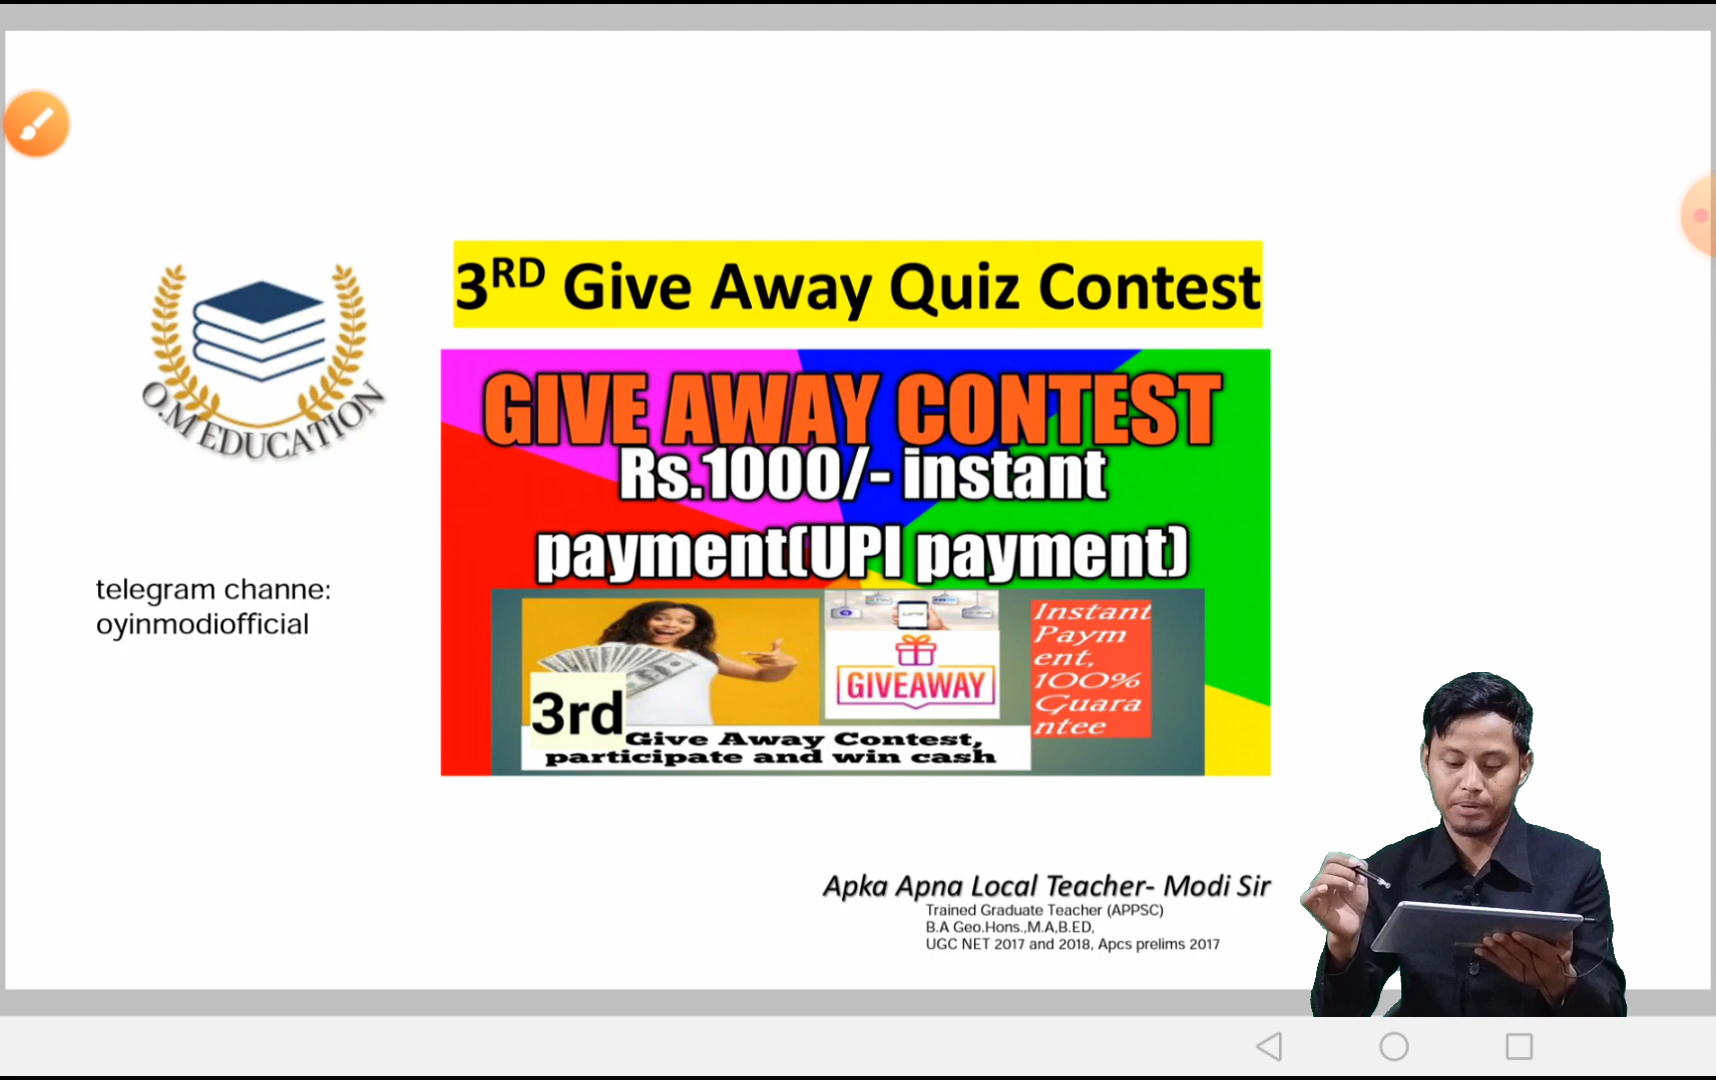 3RD Give Away Quiz Contest
O.M EDUCATION
GIVE AWAY CONTEST
Rs.1000/- instant
payment(UPI payment)
telegram channe:
oyinmodiofficial
Instant
Paym
ent,
100%
Guara
ntee
GIVEAWAY
3rd
Give Away Contest,
participate and win cash
Apka Apna Local Teacher- Modi Sir
Trained Graduate Teacher (APPSC)
B.A Geo.Hons.,M.A,B.ED,
UGC NET 2017 and 2018, Apcs prelims 2017